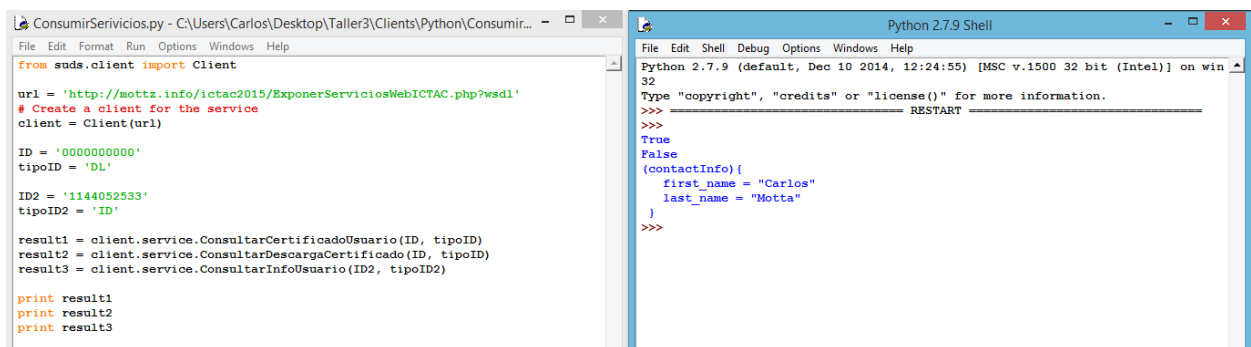 ConsumirSerivicios.py - C:\Users\Carlos\Desktop\Taller3\Clients\Python\Consumir...
File Edit Format Run Options Windows Help
from suds.client import Client
url = 'http://mottz.info/ictac2015/ExponerServiciosWebICTAC.php?wsdl'
# Create a client for the service
client = Client(url)
ID = '0000000000'
tipoID = 'DL'
ID2 = '1144052533'
tipoID2 = 'ID'
result1 = client.service.ConsultarCertificadoUsuario(ID, tipoID)
result2 = client.service.ConsultarDescargaCertificado(ID, tipoID)
result3 = client.service.ConsultarInfoUsuario(ID2, tipoID2)
print result1
print result2
print result3
Python 2.7.9 Shell
File Edit Shell Debug Options Windows Help
Python 2.7.9 (default, Dec 10 2014, 12:24:55) [MSC v.1500 32 bit (Intel)] on win
32
Type "copyright", "credits" or "license()" for more information.
>>> ================================ RESTART ================================
>>>
True
False
(contactInfo){
first_name = "Carlos"
last_name = "Motta"
}
>>>